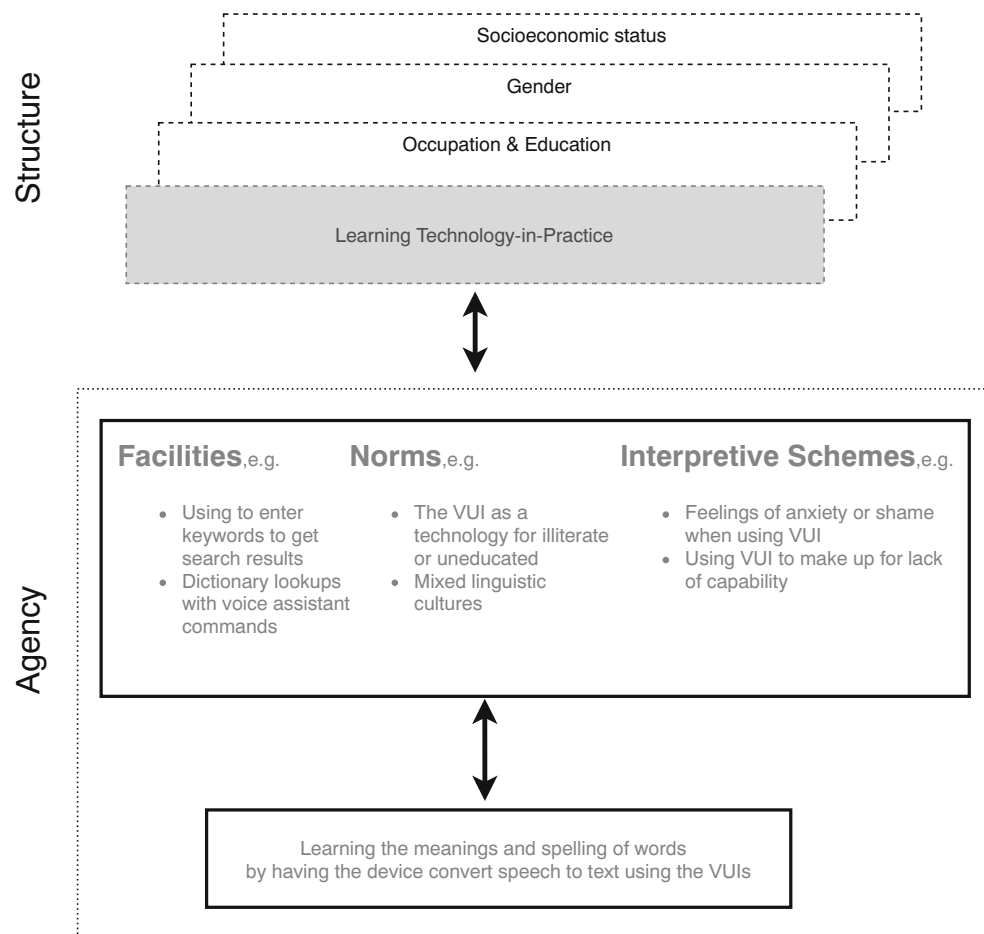 Structure
Socioeconomic status
Gender
Occupation & Education
Learning Technology-in-Practice
Agency
Facilities,e.g.
• Using to enter
keywords to get
search results
• Dictionary lookups
with voice assistant
commands
Norms,e.g.
• The VUI as a
technology for illiterate
or uneducated
• Mixed linguistic
cultures
Interpretive Schemes,e.g.
• Feelings of anxiety or shame
when using VUI
• Using VUI to make up for lack
of capability
Learning the meanings and spelling of words
by having the device convert speech to text using the VUIs